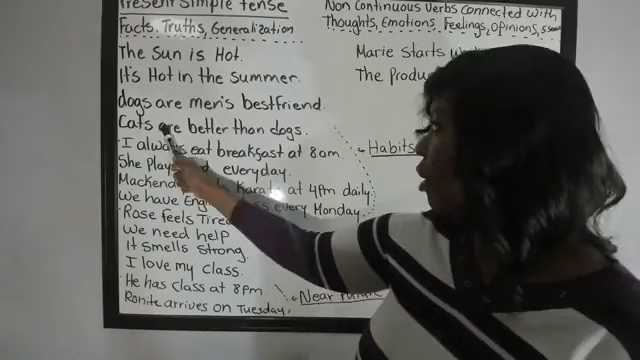 Present Simple Tense
Facts, Truths, Generalization
The Sun is Hot.
It's Hot in the summer.
dogs are men's bestfriend.
Cats are better than dogs.
I always eat breakfast at 8am.
She plays everyday.
Karate at 4pm daily.
We have every Monday.
Rose feels Tired
We need help
It smells strong.
I love my class.
He has class at 8pm
Ronite arrives on Tuesday.
Non Continuous Verbs Connected With
Thoughts, Emotions, Feelings, Opinions, 5
Marie Starts
The
Habits
Near